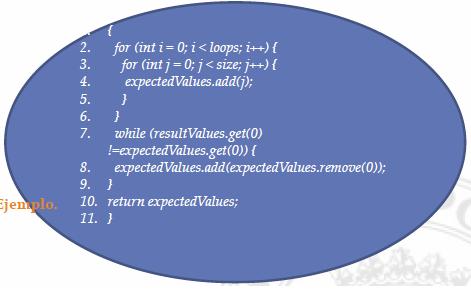 {
2. for (int i = 0; i < loops; i++) {
3. for (int j = 0; j < size; j++) {
4. expectedValues.add(j);
5. }
6. }
7. while (resultValues.get(0)
!=expectedValues.get(0)) {
8. expectedValues.add(expectedValues.remove(0));
9. }
Ejemplo.
10. return expectedValues;
11. }